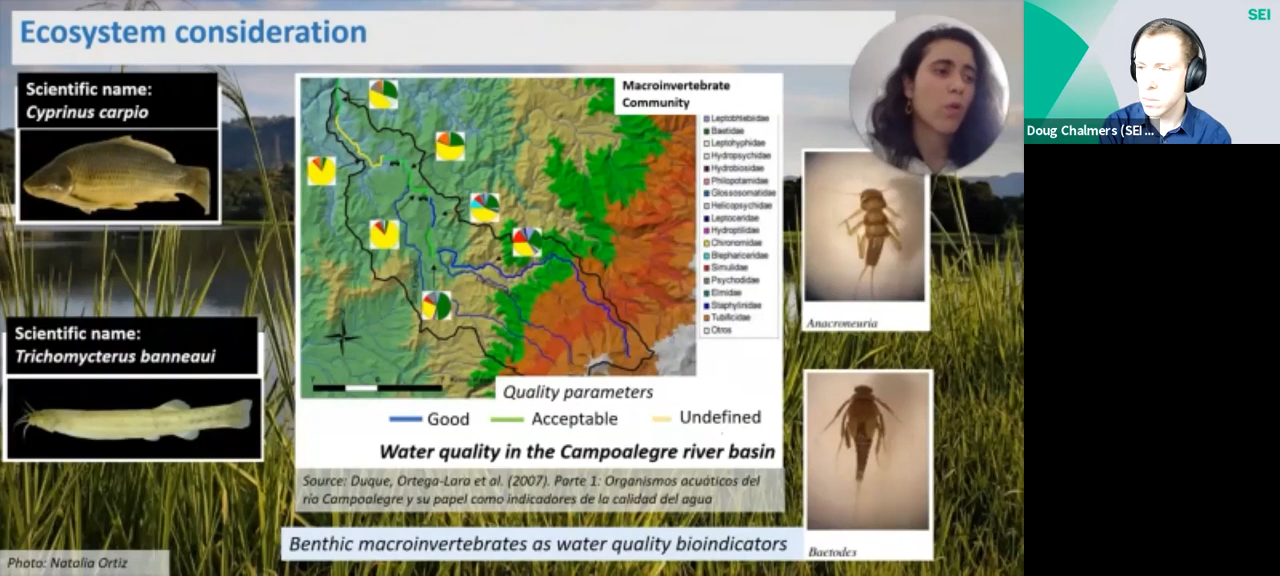 Ecosystem consideration
SEI
Doug Chalmers (SEI ...
Scientific name:
Cyprinus carpio
Macroinvertebrate
Community
Leptohlebiidae
Baetidae
Leptohyphidae
Hydropsychidae
Hydrobiosidae
Philopotamidae
Glossosomatidae
Helicopsychidae
Leptoceridae
Hydroptilidae
Chironomidae
Blephariceridae
Simulidae
Psychodidae
Elmidae
Staphylinidae
Tubificidae
Otros
Anacroneuria
Scientific name:
Trichomycterus banneaui
Quality parameters
Good
Acceptable
Undefined
Water quality in the Campoalegre river basin
Source: Duque, Ortega-Lara et al. (2007). Parte 1: Organismos acuáticos del
río Campoalegre y su papel como indicadores de la calidad del agua
Benthic macroinvertebrates as water quality bioindicators
Baetodes
Photo: Natalia Ortiz